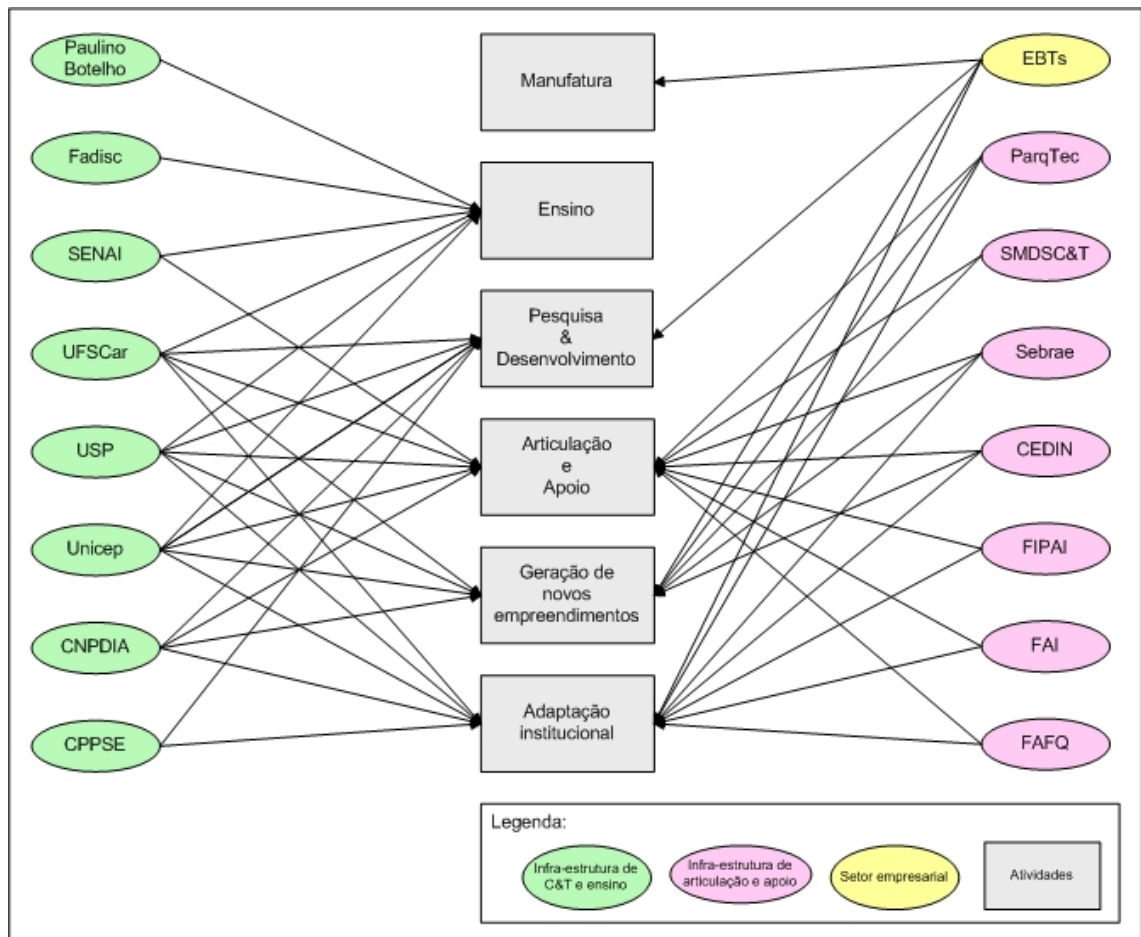 Paulino
Botelho
Fadisc
SENAI
UFSCar
USP
Unicep
CNPDIA
CPPSE
Manufatura
Ensino
Pesquisa
&
Desenvolvimento
Articulação
e
Apoio
Geração de
novos
empreendimentos
Adaptação
institucional
EBTs
ParqTec
SMDSC&T
Sebrae
CEDIN
FIPAI
FAI
FAFQ
Legenda:
Infra-estrutura de
C&T e ensino
Infra-estrutura de
articulação e apoio
Setor empresarial
Atividades